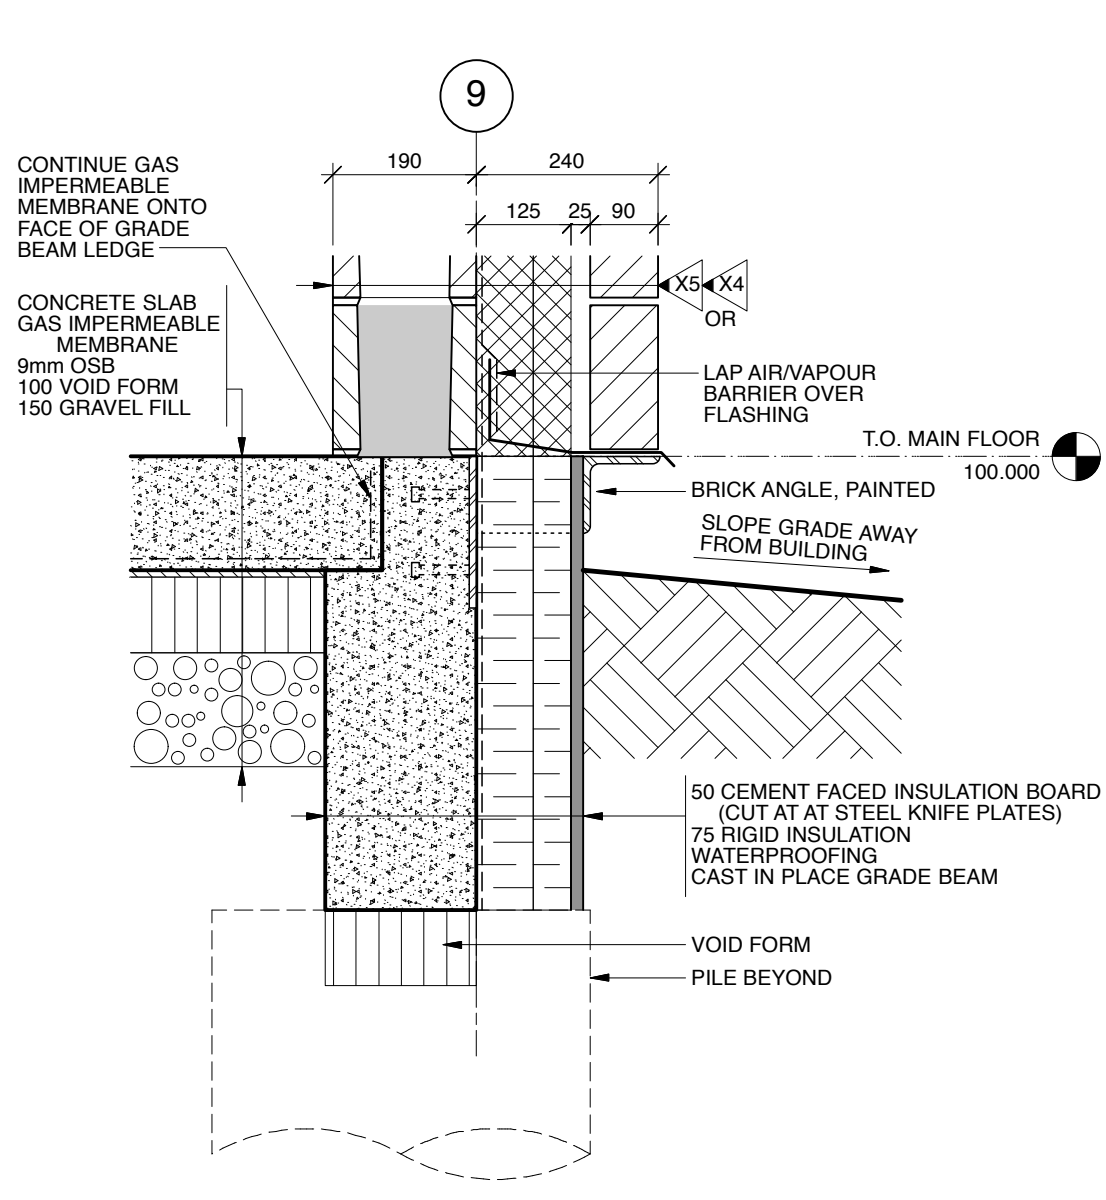 9
190
240
125
25
90
CONTINUE GAS
IMPERMEABLE
MEMBRANE ONTO
FACE OF GRADE
BEAM LEDGE
X5
X4
OR
CONCRETE SLAB
GAS IMPERMEABLE
MEMBRANE
9mm OSB
100 VOID FORM
150 GRAVEL FILL
LAP AIR/VAPOUR
BARRIER OVER
FLASHING
T.O. MAIN FLOOR
100.000
BRICK ANGLE, PAINTED
SLOPE GRADE AWAY
FROM BUILDING
50 CEMENT FACED INSULATION BOARD
(CUT AT AT STEEL KNIFE PLATES)
75 RIGID INSULATION
WATERPROOFING
CAST IN PLACE GRADE BEAM
VOID FORM
PILE BEYOND